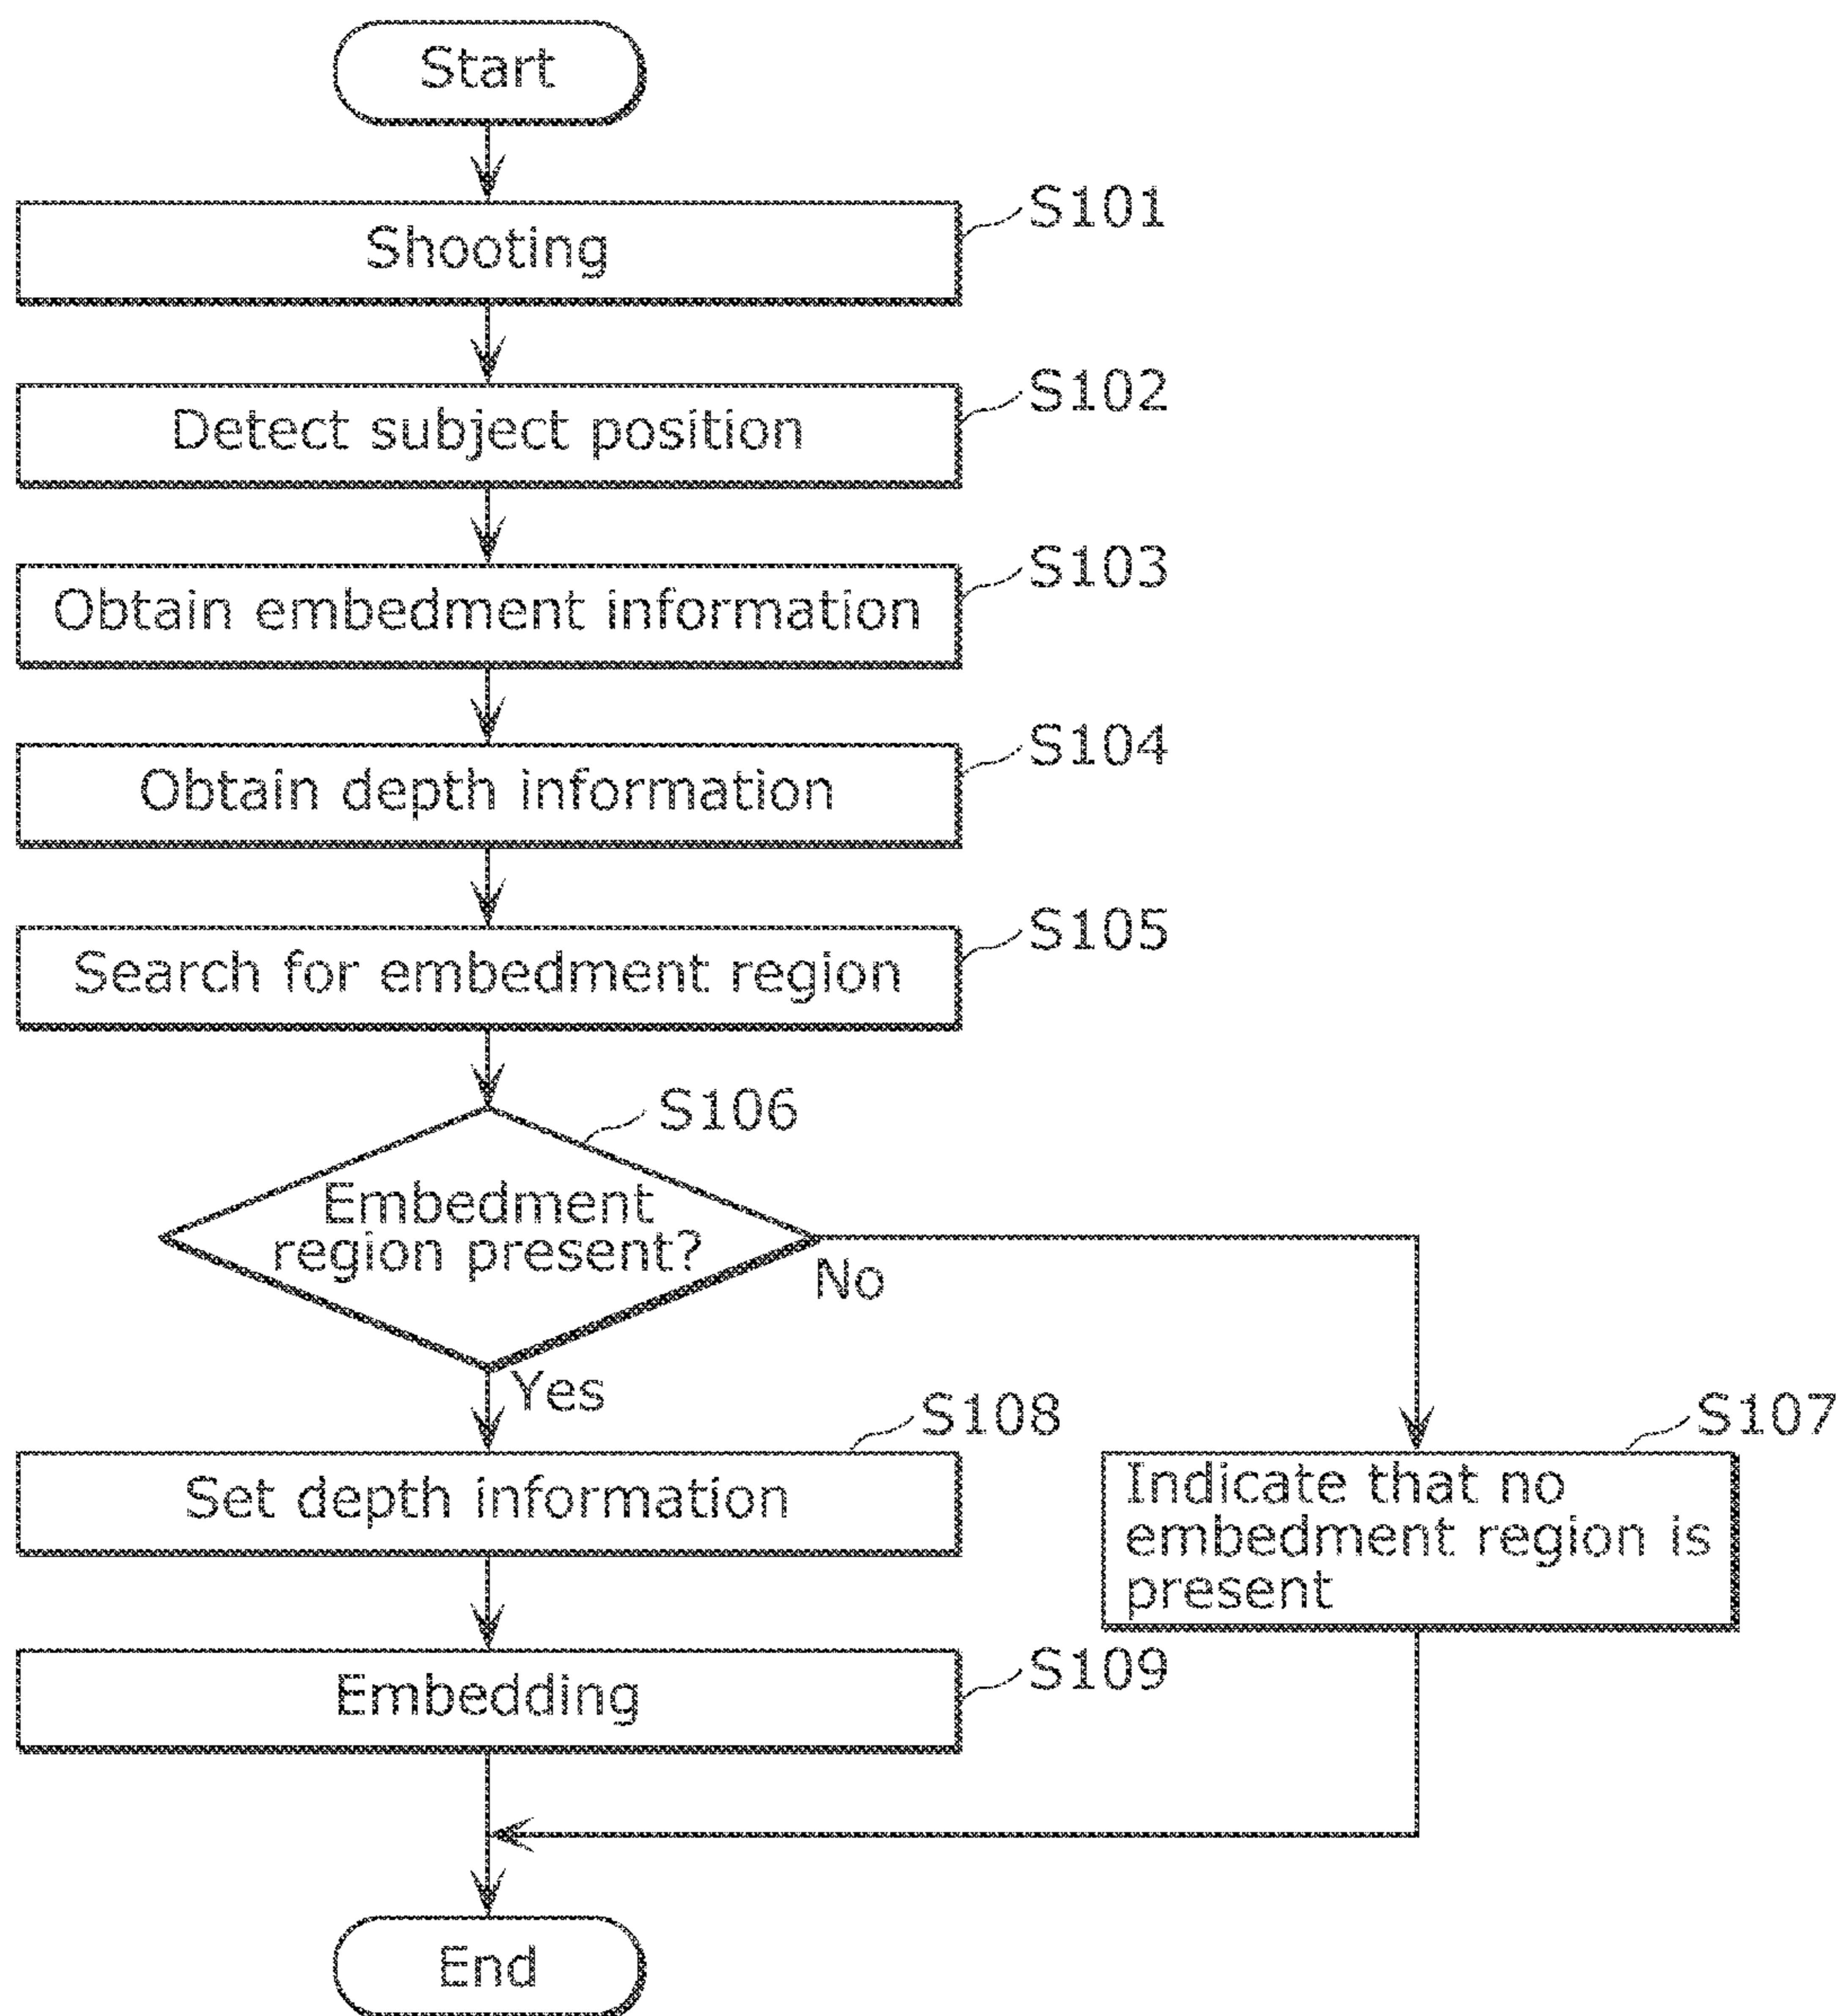 Start
Shooting
S101
Detect subject position
S102
Obtain embedment information
S103
Obtain depth information
S104
Search for embedment region
S105
S106
Embedment
region present?
No
Yes
S108
Set depth information
S107
Indicate that no
embedment region is
present
Embedding
S109
End